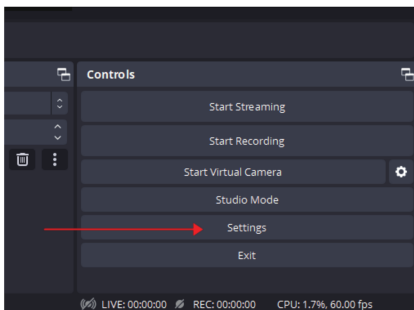 Controls
Start Streaming
Start Recording
Start Virtual Camera
Studio Mode
Settings
Exit
LIVE: 00:00:00 REC: 00:00:00 CPU: 1.7%, 60.00 fps